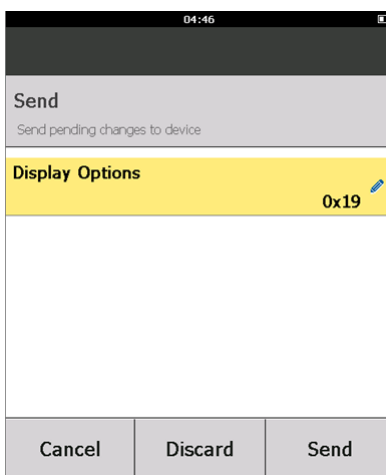 04:46
Send
Send pending changes to device
Display Options
0x19
Cancel Discard Send